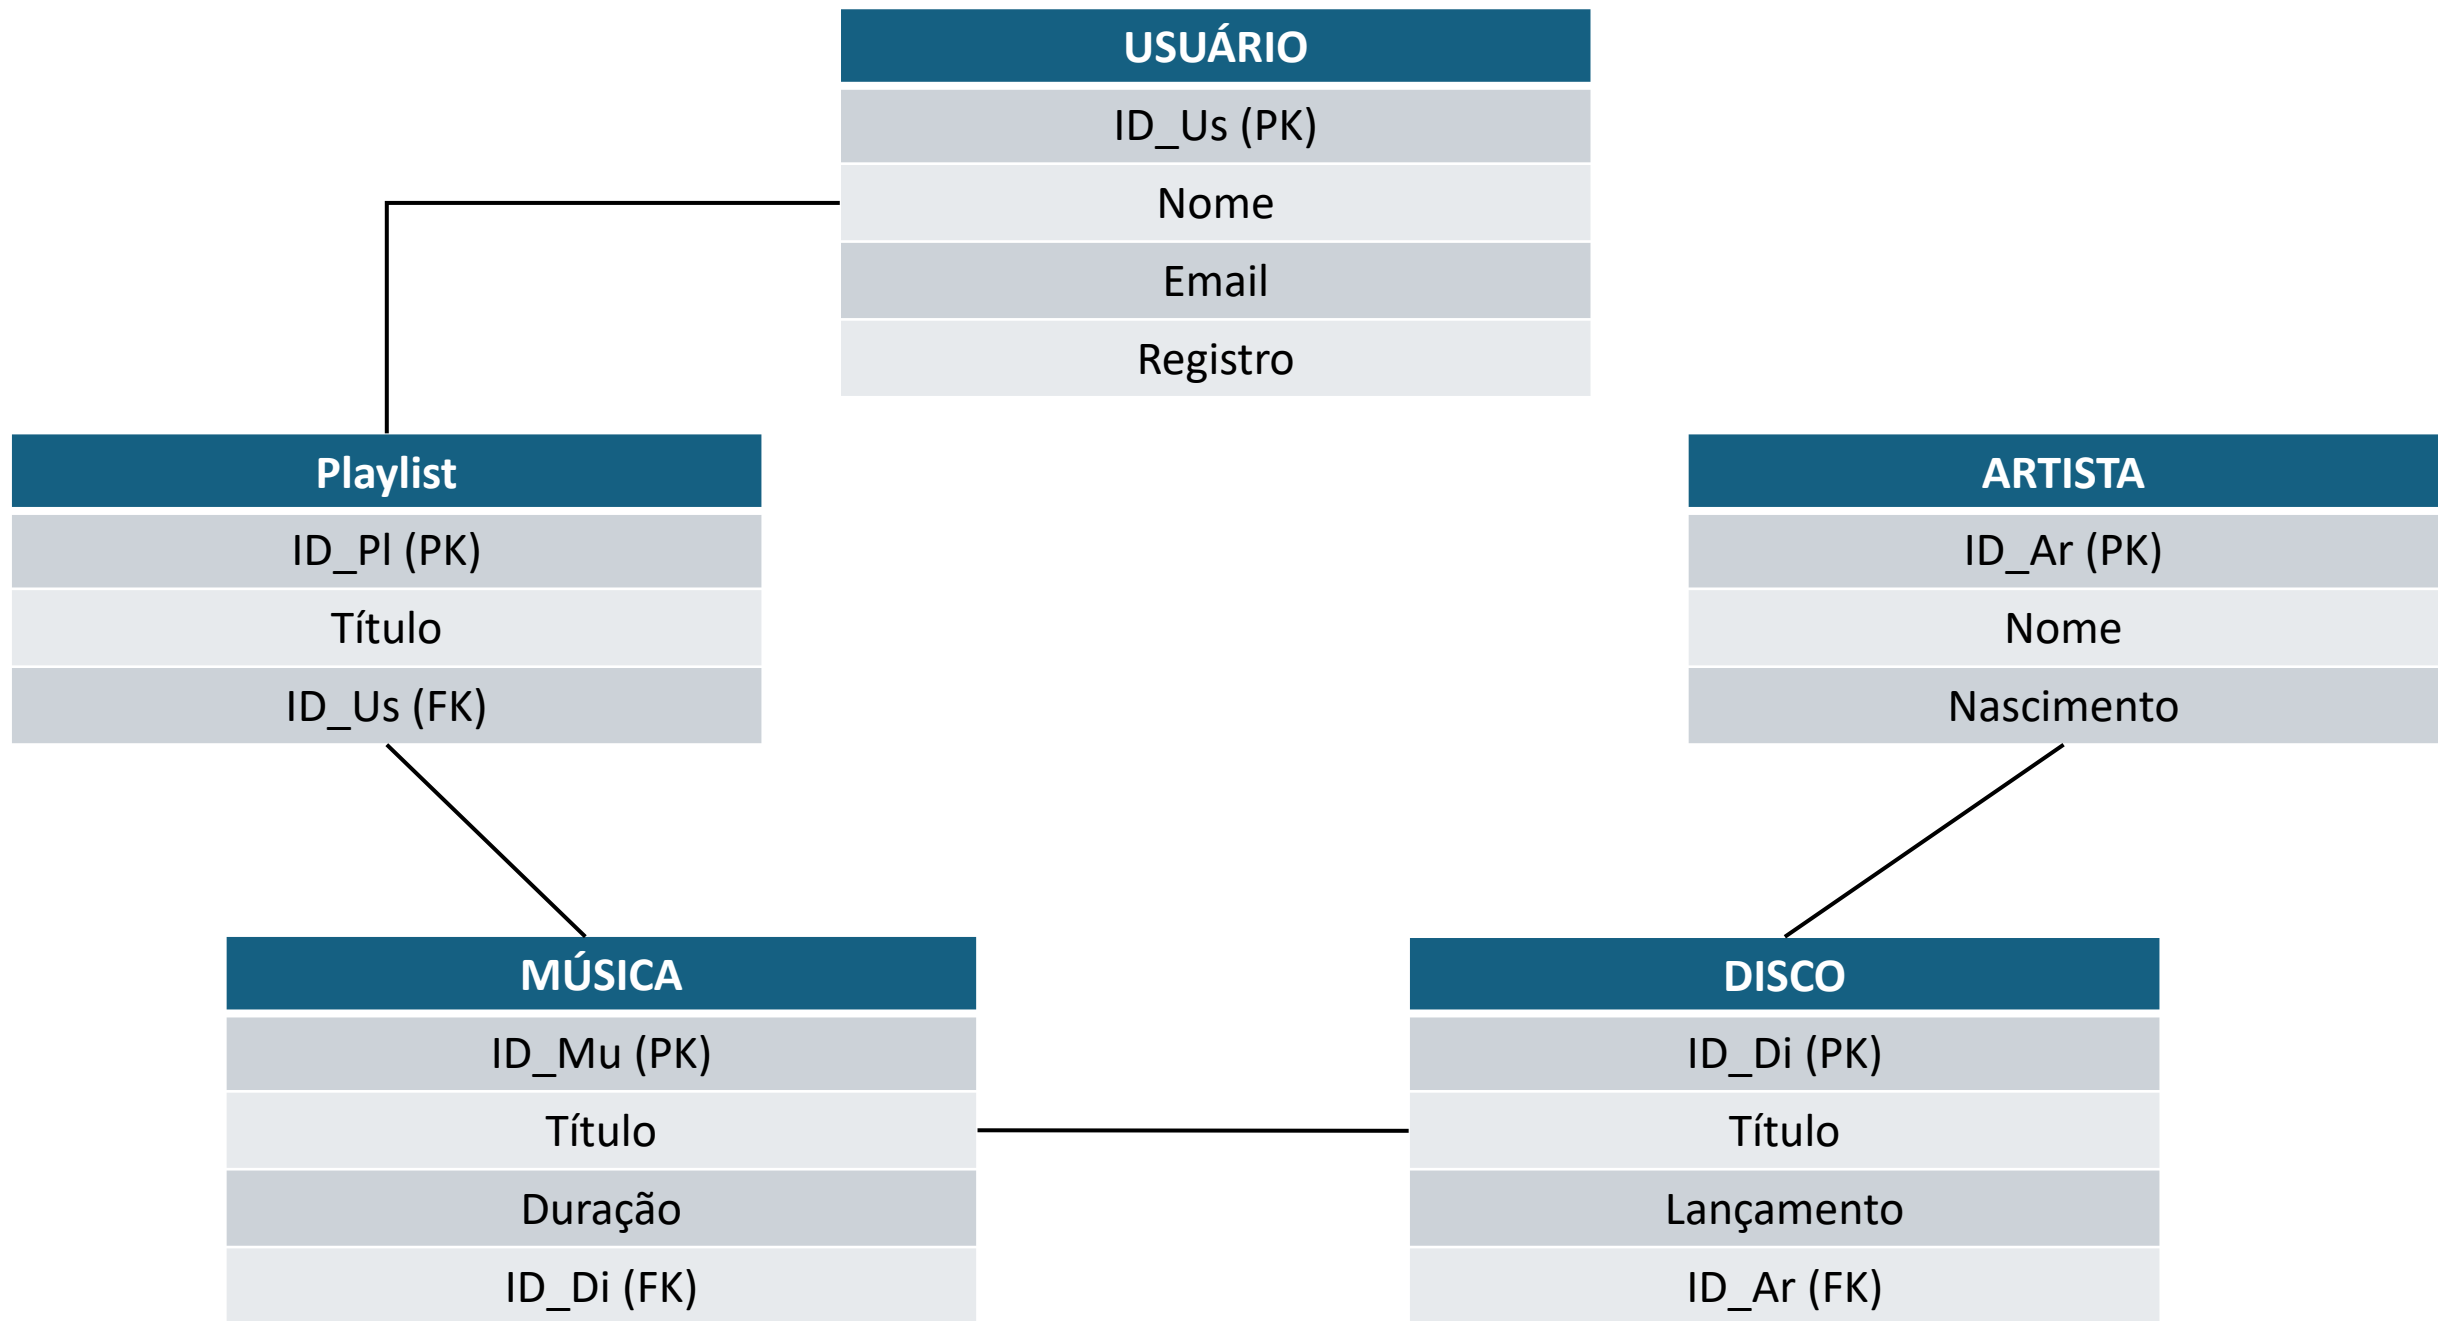 USUÁRIO
ID_Us (PK)
Nome
Email
Registro
Playlist
ID_Pl (PK)
Título
ID_Us (FK)
ARTISTA
ID_Ar (PK)
Nome
Nascimento
MÚSICA
ID_Mu (PK)
Título
Duração
ID_Di (FK)
DISCO
ID_Di (PK)
Título
Lançamento
ID_Ar (FK)